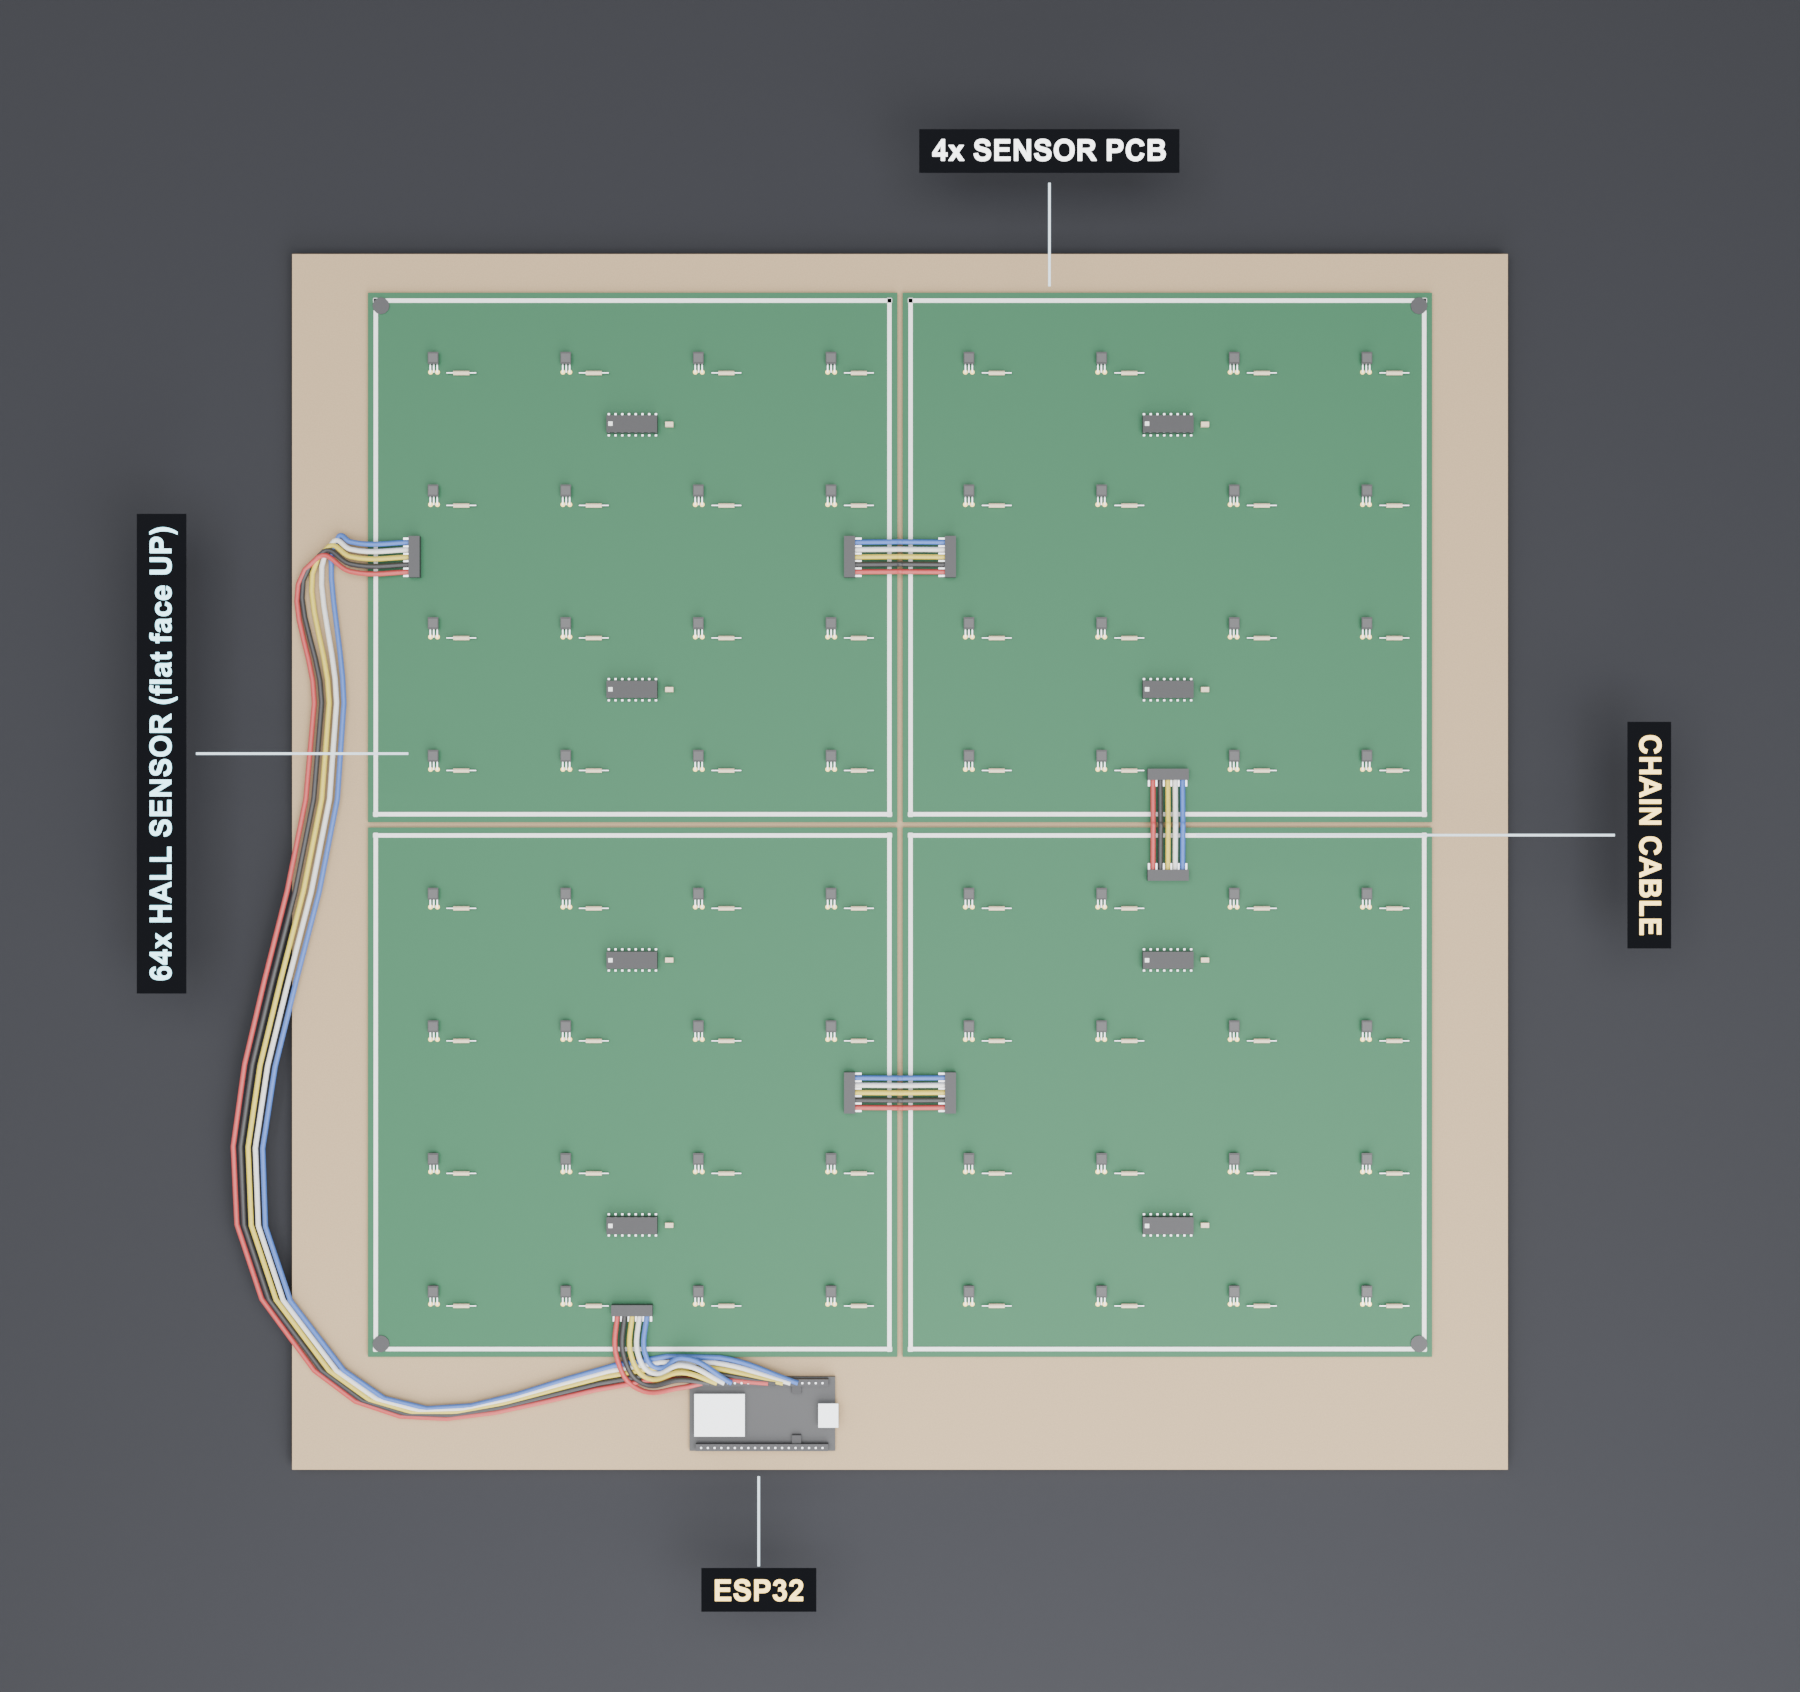 4x SENSOR PCB
64x HALL SENSOR (flat face UP)
CHAIN CABLE
ESP32